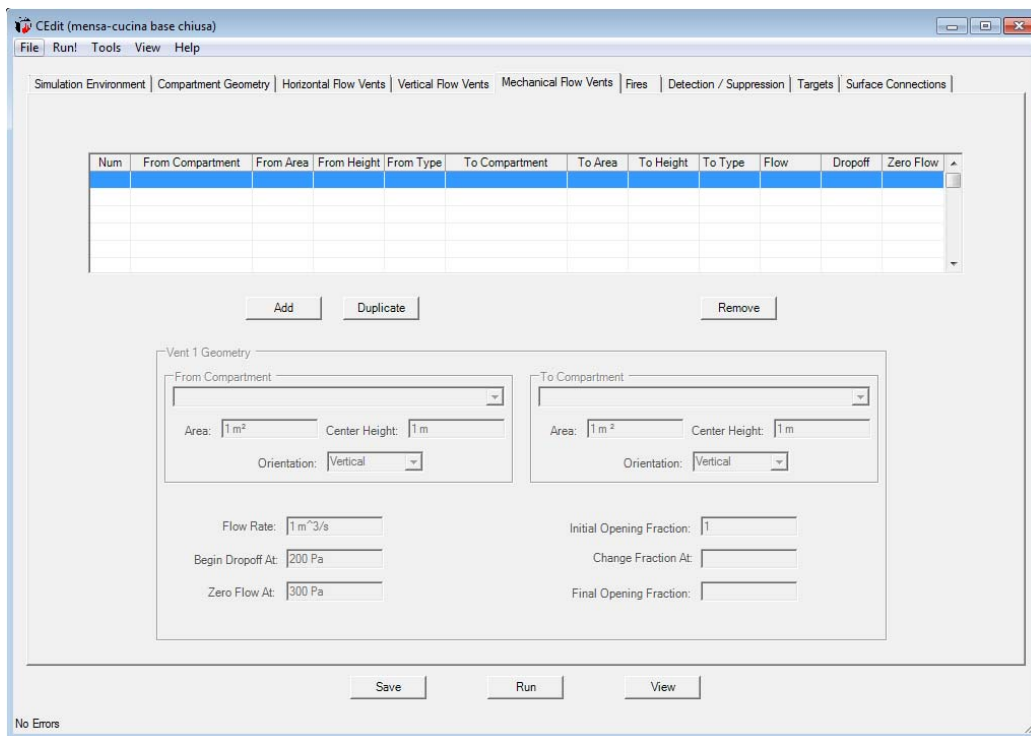 CEdit (mensa-cucina base chiusa)
File Run! Tools View Help
Simulation Environment Compartment Geometry Horizontal Flow Vents Vertical Flow Vents Mechanical Flow Vents Fires Detection / Suppression Targets Surface Connections
Num From Compartment From Area From Height From Type To Compartment To Area To Height To Type Flow Dropoff Zero Flow
Add Duplicate Remove
Vent 1 Geometry
From Compartment To Compartment
Area: 1 m² Center Height: 1 m Area: 1 m ² Center Height: 1 m
Orientation: Vertical Orientation: Vertical
Flow Rate: 1 m^3/s Initial Opening Fraction: 1
Begin Dropoff At: 200 Pa Change Fraction At:
Zero Flow At: 300 Pa Final Opening Fraction:
Save Run View
No Errors